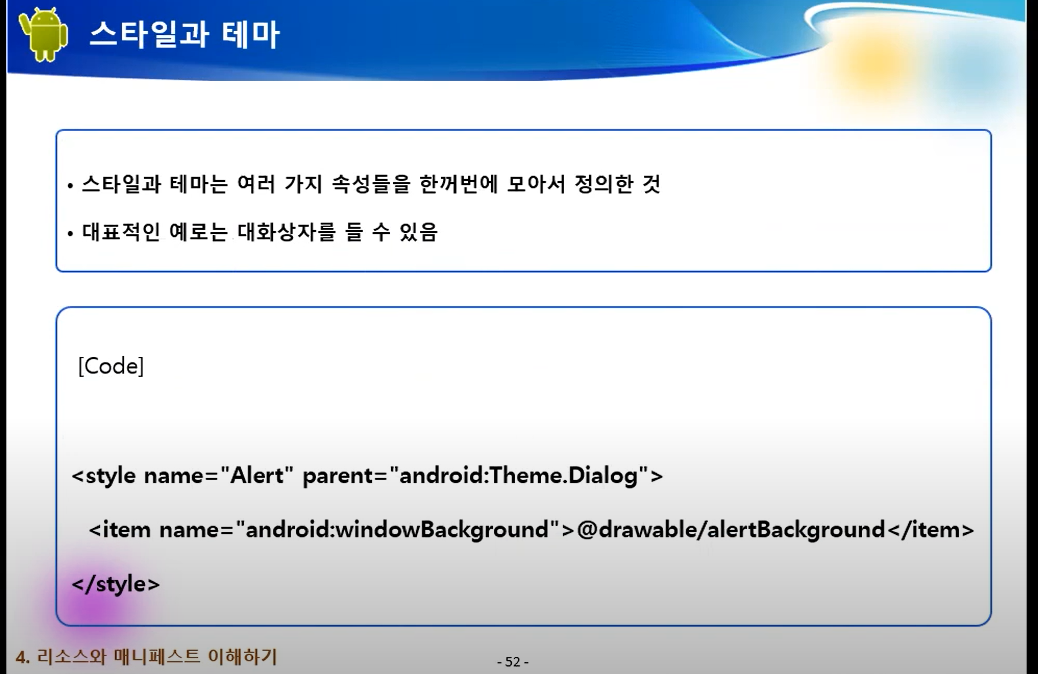 스타일과 테마
• 스타일과 테마는 여러 가지 속성들을 한꺼번에 모아서 정의한 것
• 대표적인 예로는 대화상자를 들 수 있음
[Code]
<style name="Alert" parent="android:Theme.Dialog">
<item name="android:windowBackground">@drawable/alertBackground</item>
</style>
4. 리소스와 매니페스트 이해하기
- 52 -